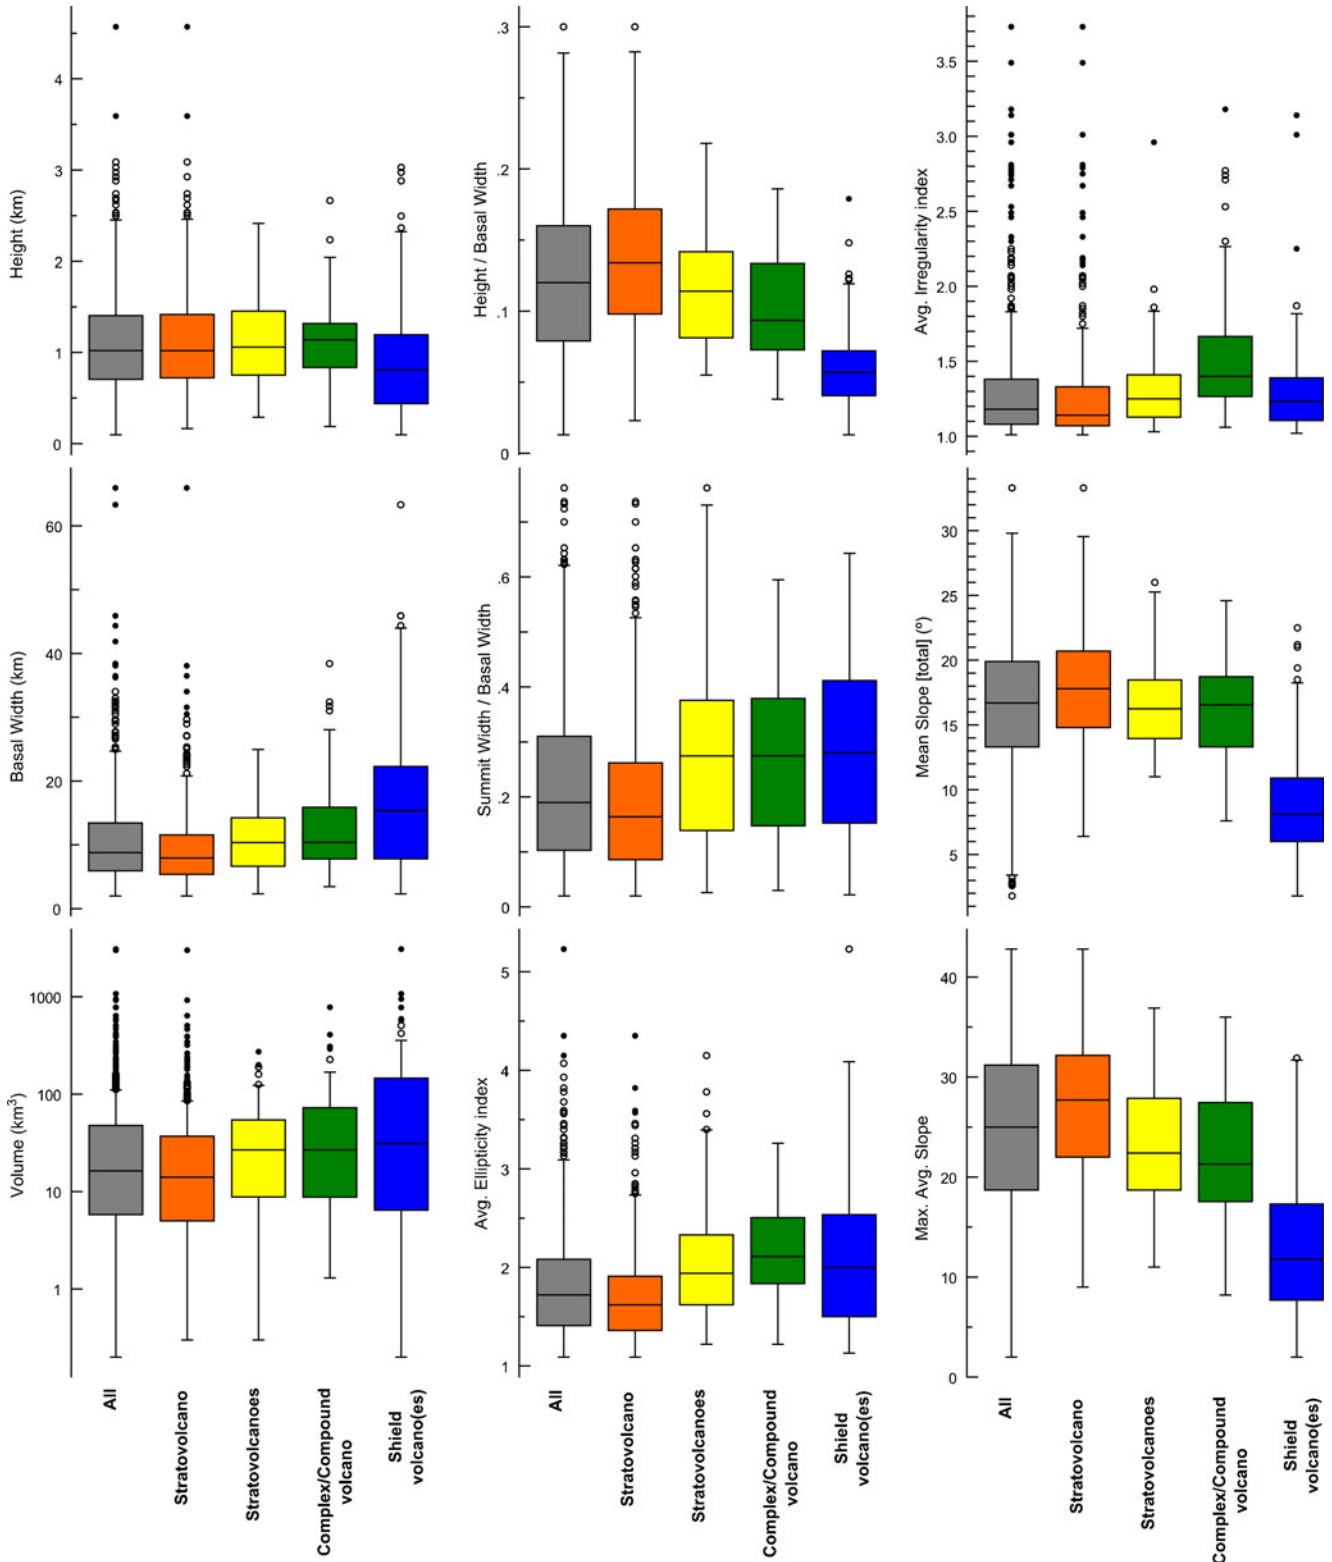 Height (km)
4
3
2
1
0
Height / Basal Width
.3
.2
.1
0
Avg. Irregularity index
3.5
3.0
2.5
2.0
1.5
1.0
Basal Width (km)
60
40
20
0
Summit Width / Basal Width
.6
.4
.2
0
Mean Slope [total] (º)
30
25
20
15
10
5
Volume (km³)
1000
100
10
1
Avg. Ellipticity index
5
4
3
2
1
Max. Avg. Slope
40
30
20
10
0
All
Stratovolcano
Stratovolcanoes
Complex/Compound
volcano
Shield
volcano(es)
All
Stratovolcano
Stratovolcanoes
Complex/Compound
volcano
Shield
volcano(es)
All
Stratovolcano
Stratovolcanoes
Complex/Compound
volcano
Shield
volcano(es)